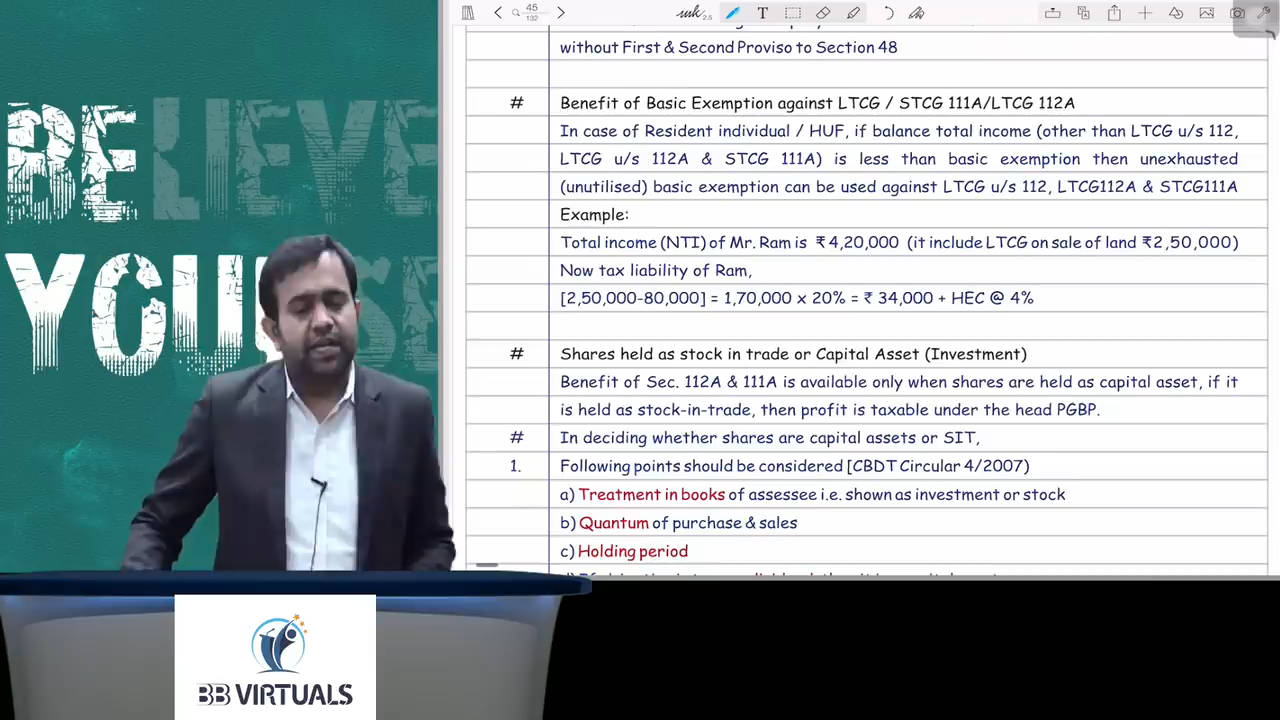 BELIEVE
YOURSE
45
132
2.5
T
without First & Second Proviso to Section 48
# Benefit of Basic Exemption against LTCG / STCG 111A/LTCG 112A
In case of Resident individual / HUF, if balance total income (other than LTCG u/s 112,
LTCG u/s 112A & STCG 111A) is less than basic exemption then unexhausted
(unutilised) basic exemption can be used against LTCG u/s 112, LTCG112A & STCG111A
Example:
Total income (NTI) of Mr. Ram is ₹4,20,000 (it include LTCG on sale of land ₹2,50,000)
Now tax liability of Ram,
[2,50,000-80,000] = 1,70,000 x 20% = ₹ 34,000 + HEC @ 4%
# Shares held as stock in trade or Capital Asset (Investment)
Benefit of Sec. 112A & 111A is available only when shares are held as capital asset, if it
is held as stock-in-trade, then profit is taxable under the head PGBP.
# In deciding whether shares are capital assets or SIT,
1. Following points should be considered [CBDT Circular 4/2007)
a) Treatment in books of assessee i.e. shown as investment or stock
b) Quantum of purchase & sales
c) Holding period
BB VIRTUALS